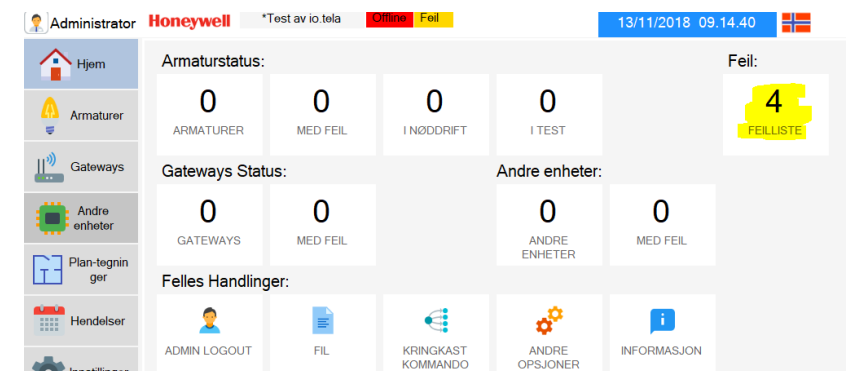 Administrator
Honeywell
*Test av io.tela
Offline
Feil
13/11/2018 09.14.40
Hjem
Armaturer
Gateways
Andre
enheter
Plan-tegnin
ger
Hendelser
Innstillinger
Armaturstatus:
0
ARMATURER
0
MED FEIL
0
I NØDDRIFT
0
I TEST
Feil:
4
FEILLISTE
Gateways Status:
0
GATEWAYS
0
MED FEIL
Andre enheter:
0
ANDRE
ENHETER
0
MED FEIL
Felles Handlinger:
ADMIN LOGOUT
FIL
KRINGKAST
KOMMANDO
ANDRE
OPSJONER
INFORMASJON